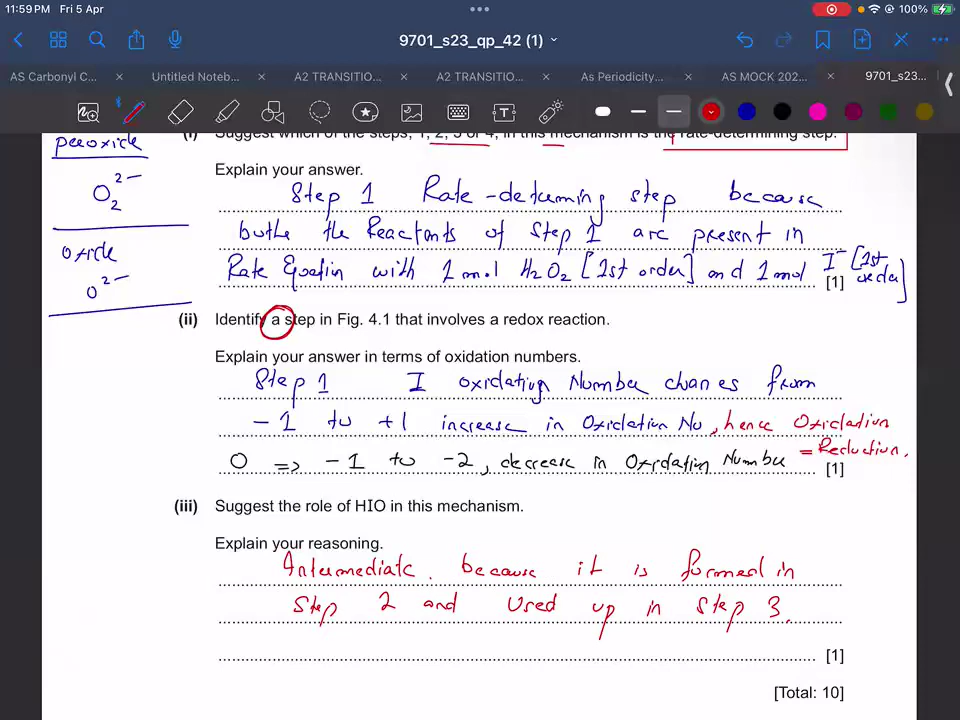 11:59 PM Fri 5 Apr
100%
9701_s23_qp_42 (1)
AS Carbonyl C...
Untitled Noteb...
A2 TRANSITIO...
A2 TRANSITIO...
As Periodicity...
AS MOCK 202...
9701_s23...
(i) Suggest which of the steps, 1, 2, 3 or 4, in this mechanism is the rate-determining step.
peroxide
O2 2−
oxide
O 2−
Explain your answer.
Step 1 Rate-determing step because
buthe the Reactants of Step 1 are present in
Rate Equation with 1 mol H2O2 [1st order] and 1 mol I− [1st order]
[1]
(ii) Identify a step in Fig. 4.1 that involves a redox reaction.
Explain your answer in terms of oxidation numbers.
Step 1 I oxidating Number chanes from
−1 to +1 increase in Oxidation No, hence Oxidation
O => −1 to −2, decrease in Oxidation Number = Reduction.
[1]
(iii) Suggest the role of HIO in this mechanism.
Explain your reasoning.
Intermediate. because it is formed in
Step 2 and Used up in Step 3.
[1]
[Total: 10]